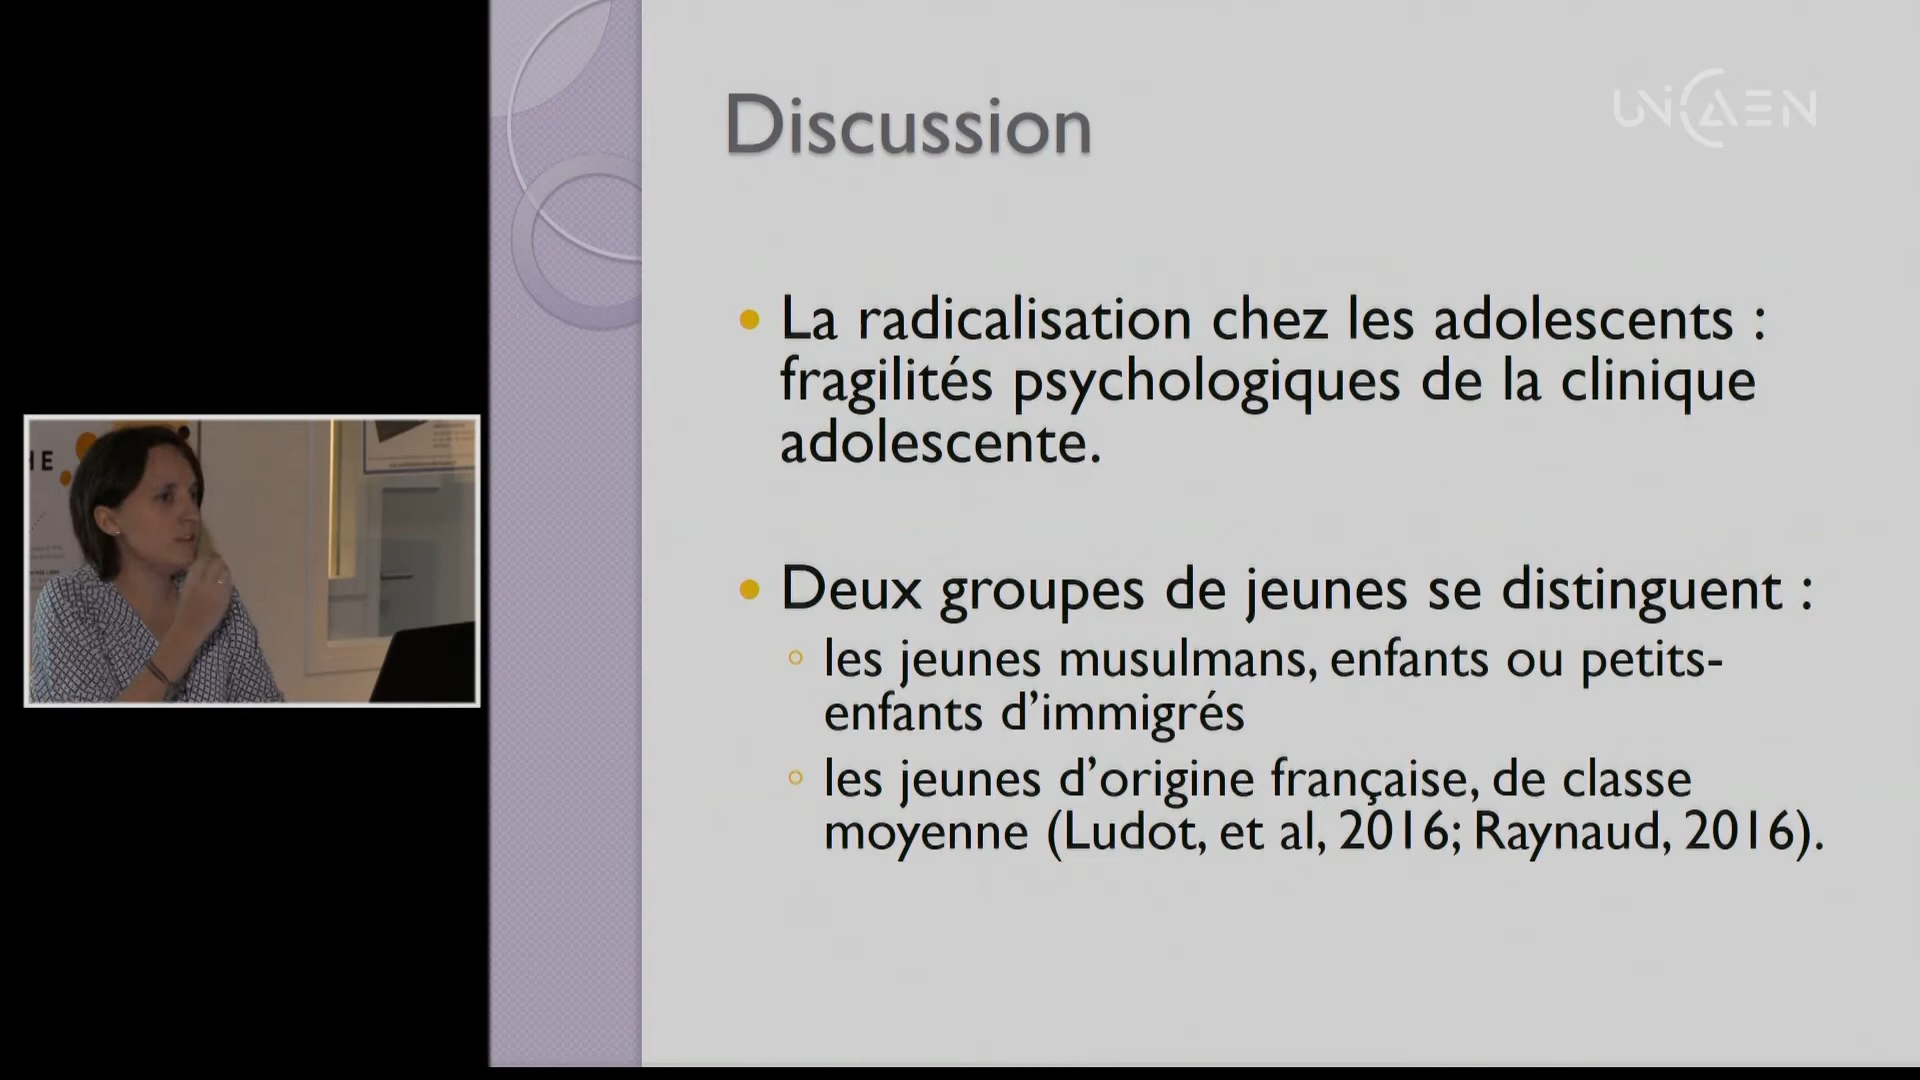 Discussion
UNICAEN
La radicalisation chez les adolescents :
fragilités psychologiques de la clinique
adolescente.
Deux groupes de jeunes se distinguent :
les jeunes musulmans, enfants ou petits-
enfants d’immigrés
les jeunes d’origine française, de classe
moyenne (Ludot, et al, 2016; Raynaud, 2016).
HE